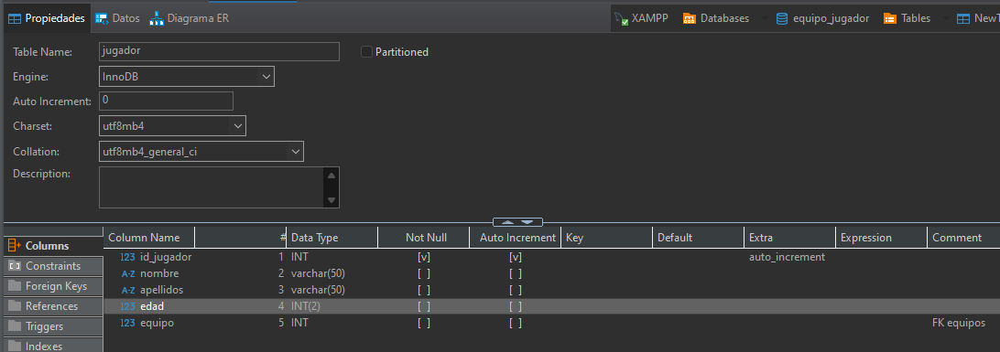 Propiedades Datos Diagrama ER XAMPP Databases equipo_jugador Tables
Table Name: jugador Partitioned
Engine: InnoDB
Auto Increment: 0
Charset: utf8mb4
Collation: utf8mb4_general_ci
Description:
Columns
Constraints
Foreign Keys
References
Triggers
Indexes
Column Name # Data Type Not Null Auto Increment Key Default Extra Expression Comment
123 id_jugador 1 INT [v] [v] auto_increment
A-Z nombre 2 varchar(50) [ ] [ ]
A-Z apellidos 3 varchar(50) [ ] [ ]
123 edad 4 INT(2) [ ] [ ]
123 equipo 5 INT [ ] [ ] FK equipos